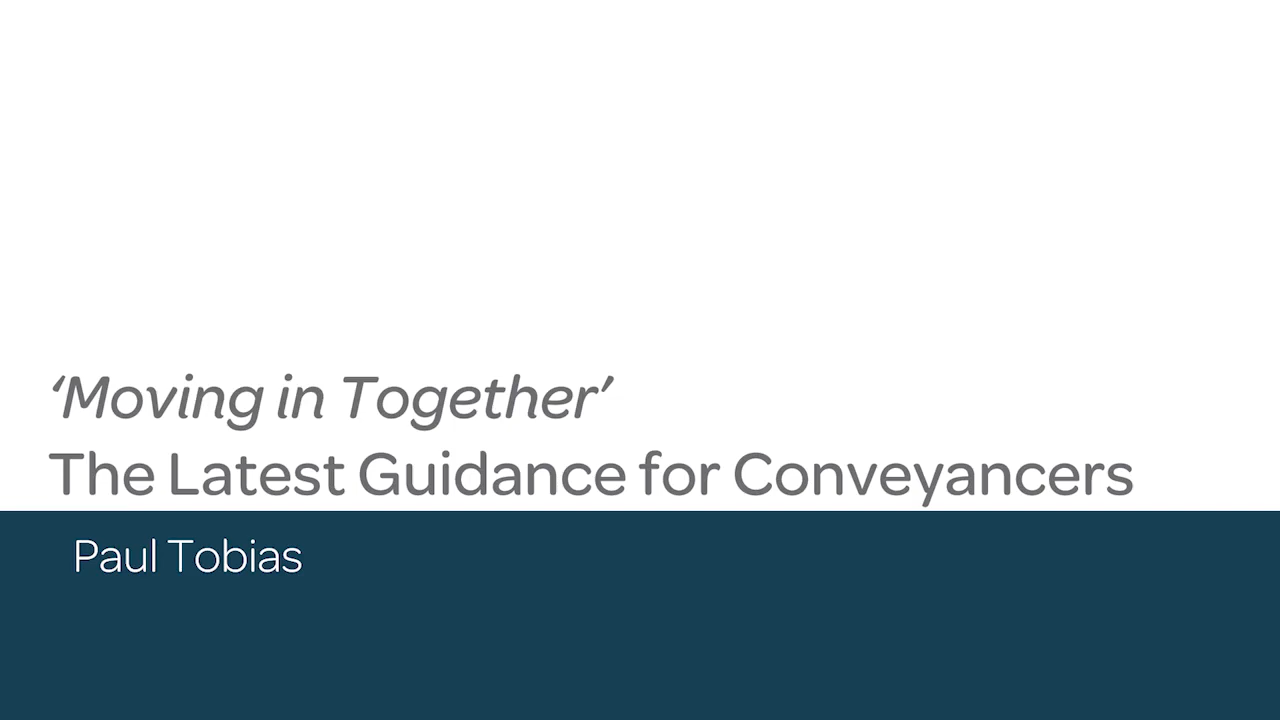 ‘Moving in Together’
The Latest Guidance for Conveyancers
Paul Tobias